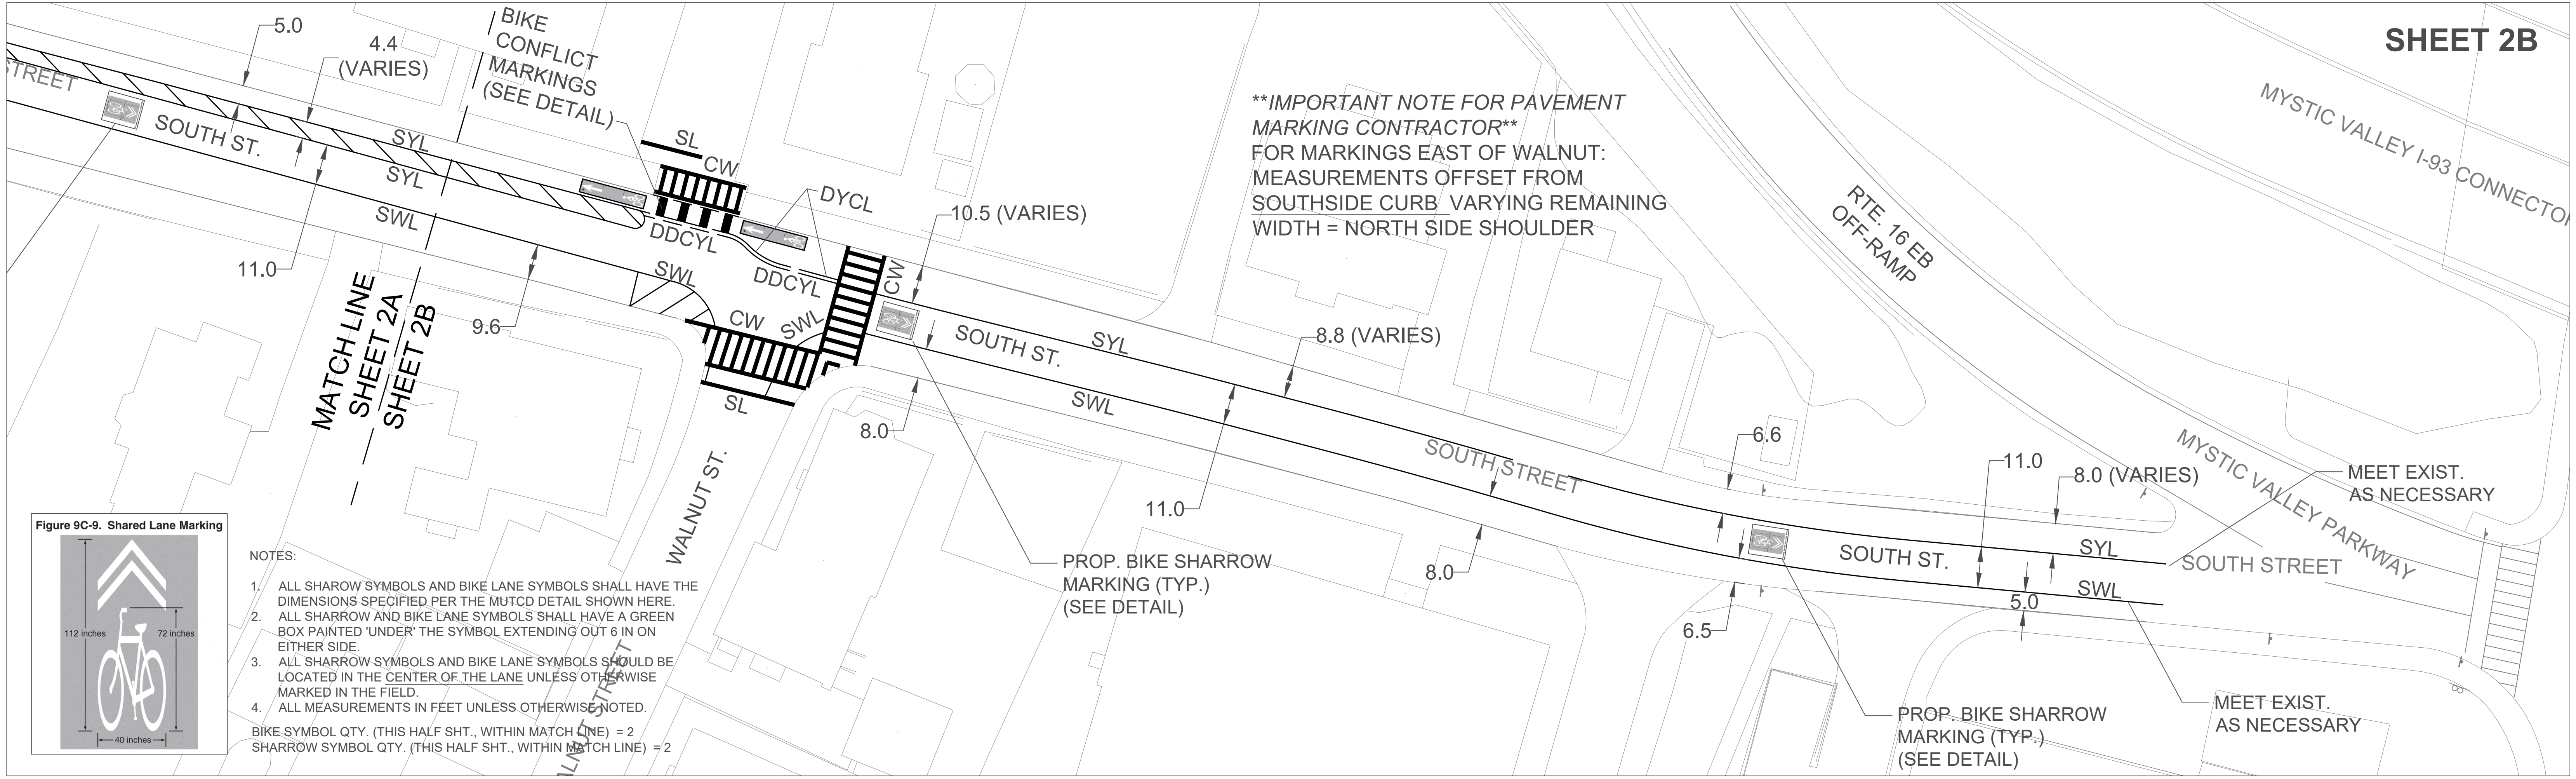 SHEET 2B
5.0
4.4
(VARIES)
BIKE
CONFLICT
MARKINGS
(SEE DETAIL)
STREET
SOUTH ST.
SYL
SYL
SWL
11.0
9.6
SL
CW
DYCL
DDCYL
DDCYL
SWL
CW
SWL
CW
SL
10.5 (VARIES)
MATCH LINE
SHEET 2A
SHEET 2B
**IMPORTANT NOTE FOR PAVEMENT
MARKING CONTRACTOR**
FOR MARKINGS EAST OF WALNUT:
MEASUREMENTS OFFSET FROM
SOUTHSIDE CURB VARYING REMAINING
WIDTH = NORTH SIDE SHOULDER
RTE. 16 EB
OFF-RAMP
MYSTIC VALLEY I-93 CONNECTO
SOUTH ST.
SYL
SWL
8.8 (VARIES)
8.0
11.0
SOUTH STREET
8.0
6.6
11.0
8.0 (VARIES)
MYSTIC VALLEY PARKWAY
MEET EXIST.
AS NECESSARY
SOUTH ST.
SYL
SWL
SOUTH STREET
5.0
6.5
WALNUT ST.
WALNUT STREET
PROP. BIKE SHARROW
MARKING (TYP.)
(SEE DETAIL)
PROP. BIKE SHARROW
MARKING (TYP.)
(SEE DETAIL)
MEET EXIST.
AS NECESSARY
Figure 9C-9. Shared Lane Marking
112 inches
72 inches
40 inches
NOTES:
1. ALL SHAROW SYMBOLS AND BIKE LANE SYMBOLS SHALL HAVE THE
DIMENSIONS SPECIFIED PER THE MUTCD DETAIL SHOWN HERE.
2. ALL SHARROW AND BIKE LANE SYMBOLS SHALL HAVE A GREEN
BOX PAINTED 'UNDER' THE SYMBOL EXTENDING OUT 6 IN ON
EITHER SIDE.
3. ALL SHARROW SYMBOLS AND BIKE LANE SYMBOLS SHOULD BE
LOCATED IN THE CENTER OF THE LANE UNLESS OTHERWISE
MARKED IN THE FIELD.
4. ALL MEASUREMENTS IN FEET UNLESS OTHERWISE NOTED.
BIKE SYMBOL QTY. (THIS HALF SHT., WITHIN MATCH LINE) = 2
SHARROW SYMBOL QTY. (THIS HALF SHT., WITHIN MATCH LINE) = 2